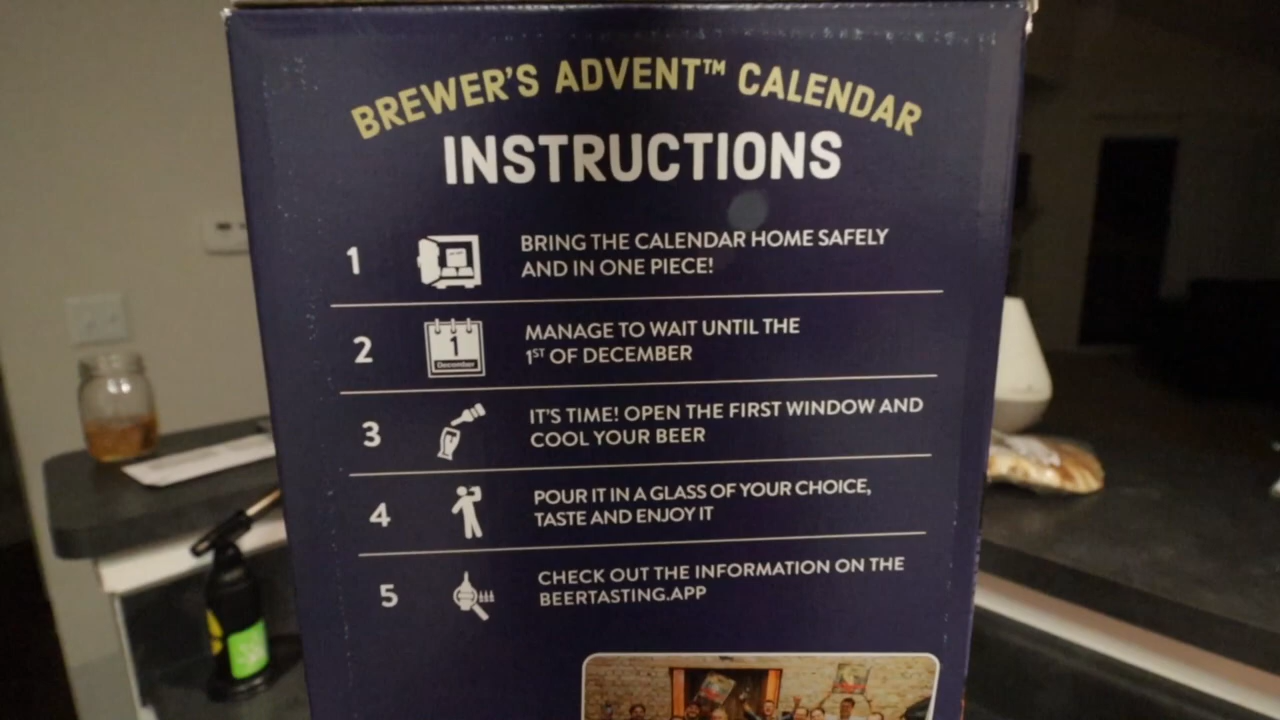 BREWER'S ADVENT™ CALENDAR
INSTRUCTIONS
1
BRING THE CALENDAR HOME SAFELY
AND IN ONE PIECE!
2
1
December
MANAGE TO WAIT UNTIL THE
1ST OF DECEMBER
3
IT'S TIME! OPEN THE FIRST WINDOW AND
COOL YOUR BEER
4
POUR IT IN A GLASS OF YOUR CHOICE,
TASTE AND ENJOY IT
5
CHECK OUT THE INFORMATION ON THE
BEERTASTING.APP